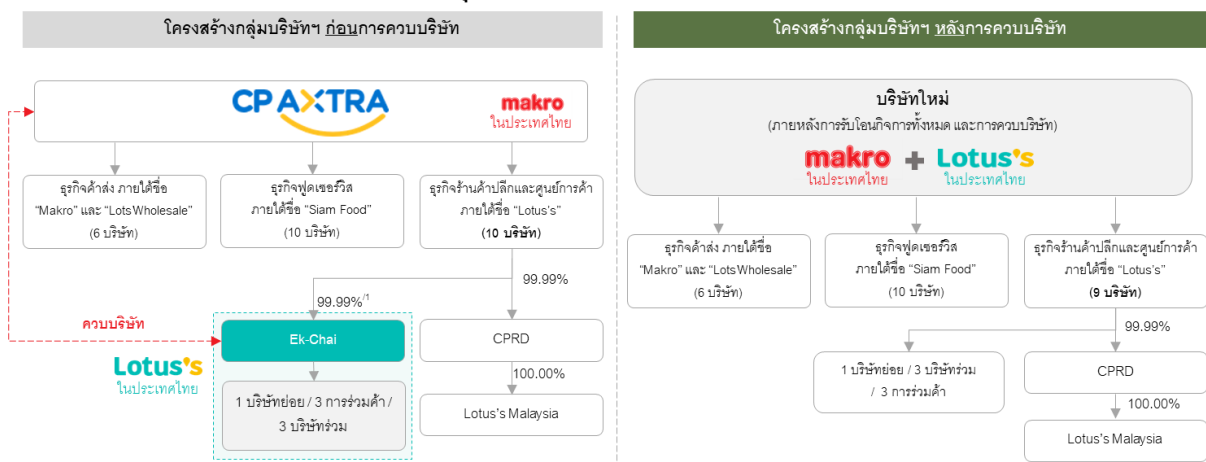 โครงสร้างกลุ่มบริษัทฯ ก่อนการควบบริษัท
CP AXTRA
makro
ในประเทศไทย
ธุรกิจค้าส่ง ภายใต้ชื่อ
“Makro” และ “Lots Wholesale”
(6 บริษัท)
ธุรกิจฟูดเซอร์วิส
ภายใต้ชื่อ “Siam Food”
(10 บริษัท)
ธุรกิจร้านค้าปลีกและศูนย์การค้า
ภายใต้ชื่อ “Lotus's”
(10 บริษัท)
99.99%
99.99%/1
ควบบริษัท
Ek-Chai
CPRD
Lotus's
ในประเทศไทย
100.00%
1 บริษัทย่อย / 3 การร่วมค้า /
3 บริษัทร่วม
Lotus's Malaysia
โครงสร้างกลุ่มบริษัทฯ หลังการควบบริษัท
บริษัทใหม่
(ภายหลังการรับโอนกิจการทั้งหมด และการควบบริษัท)
makro + Lotus's
ในประเทศไทย ในประเทศไทย
ธุรกิจค้าส่ง ภายใต้ชื่อ
“Makro” และ “Lots Wholesale”
(6 บริษัท)
ธุรกิจฟูดเซอร์วิส
ภายใต้ชื่อ “Siam Food”
(10 บริษัท)
ธุรกิจร้านค้าปลีกและศูนย์การค้า
ภายใต้ชื่อ “Lotus's”
(9 บริษัท)
99.99%
1 บริษัทย่อย / 3 บริษัทร่วม
/ 3 การร่วมค้า
CPRD
100.00%
Lotus's Malaysia